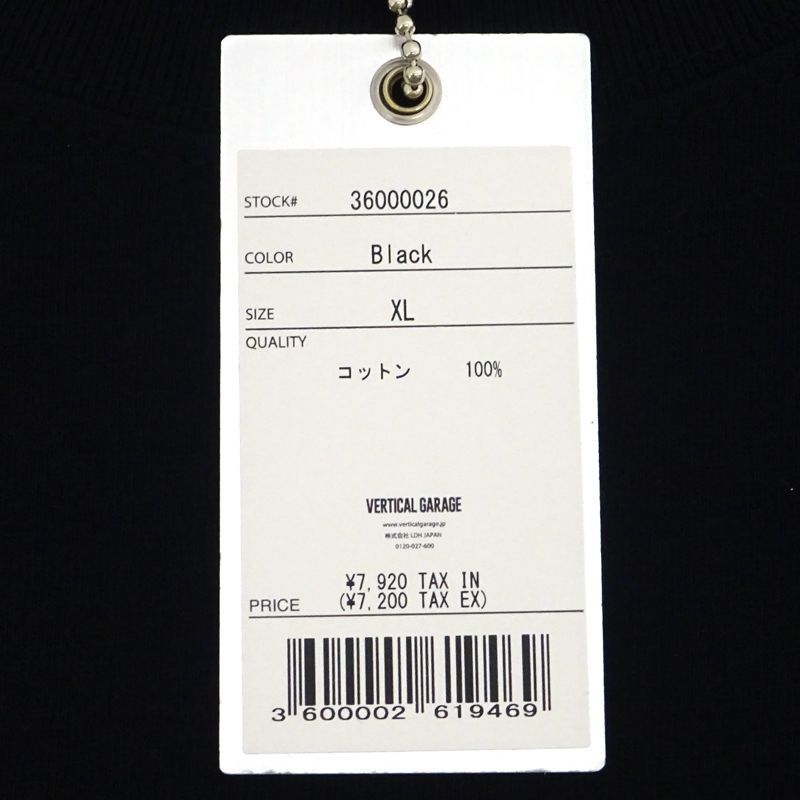 STOCK# 36000026
COLOR Black
SIZE XL
QUALITY
コットン 100%
VERTICAL GARAGE
www.verticalgarage.jp
株式会社 LDH JAPAN
0120-027-600
¥7,920 TAX IN
PRICE (¥7,200 TAX EX)
3 600002 619469